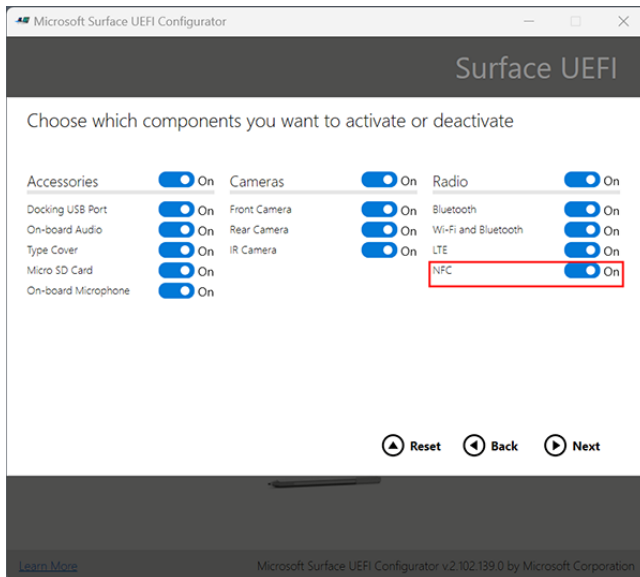 Microsoft Surface UEFI Configurator
Surface UEFI
Choose which components you want to activate or deactivate
Accessories On
Docking USB Port On
On-board Audio On
Type Cover On
Micro SD Card On
On-board Microphone On
Cameras On
Front Camera On
Rear Camera On
IR Camera On
Radio On
Bluetooth On
Wi-Fi and Bluetooth On
LTE On
NFC On
Reset Back Next
Learn More Microsoft Surface UEFI Configurator v2.102.139.0 by Microsoft Corporation